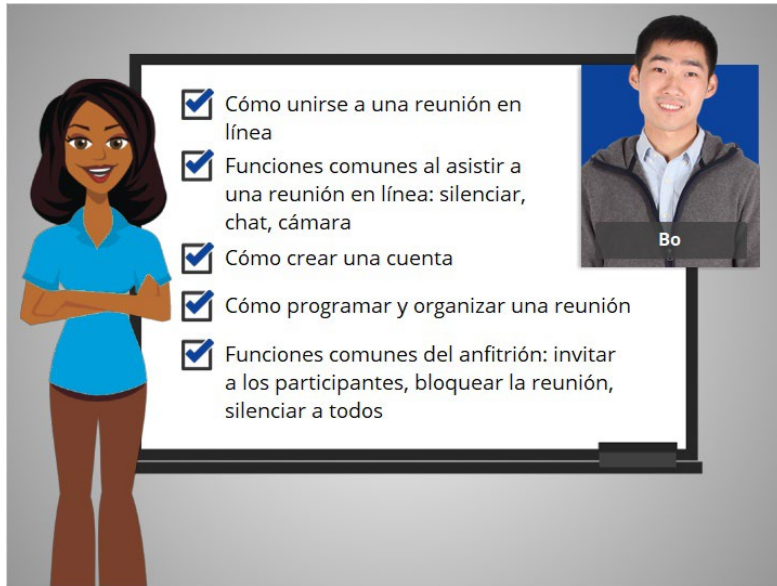 Cómo unirse a una reunión en
línea
Funciones comunes al asistir a
una reunión en línea: silenciar,
chat, cámara
Cómo crear una cuenta
Cómo programar y organizar una reunión
Funciones comunes del anfitrión: invitar
a los participantes, bloquear la reunión,
silenciar a todos
Bo